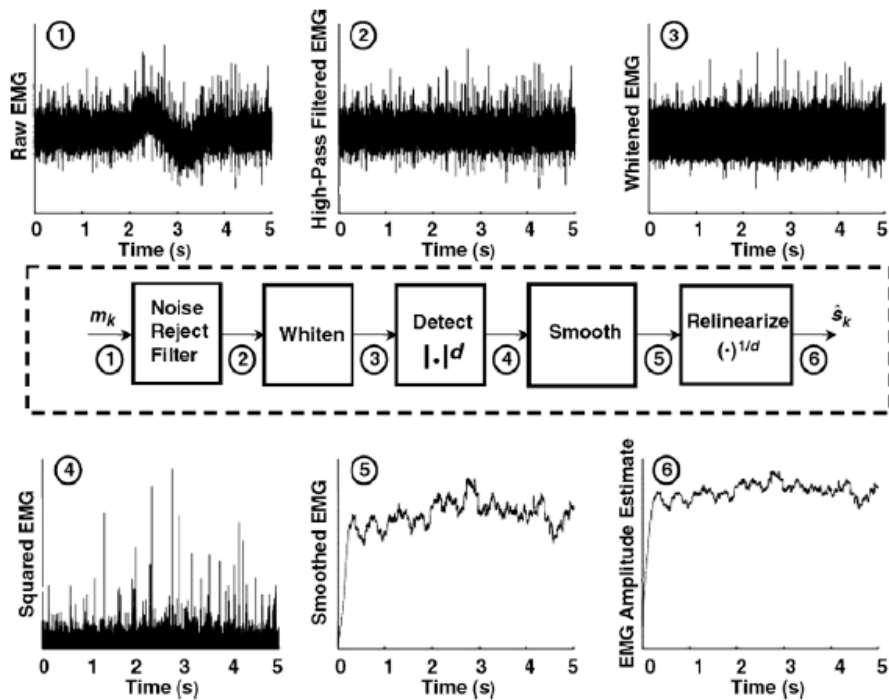 1
2
3
Raw EMG
High-Pass Filtered EMG
Whitened EMG
0 1 2 3 4 5
0 1 2 3 4 5
0 1 2 3 4 5
Time (s)
Time (s)
Time (s)
m_k
Noise
Reject
Filter
Whiten
Detect
|•|^d
Smooth
Relinearize
(·)^{1/d}
ŝ_k
1
2
3
4
5
6
4
5
6
Squared EMG
Smoothed EMG
EMG Amplitude Estimate
0 1 2 3 4 5
0 1 2 3 4 5
0 1 2 3 4 5
Time (s)
Time (s)
Time (s)